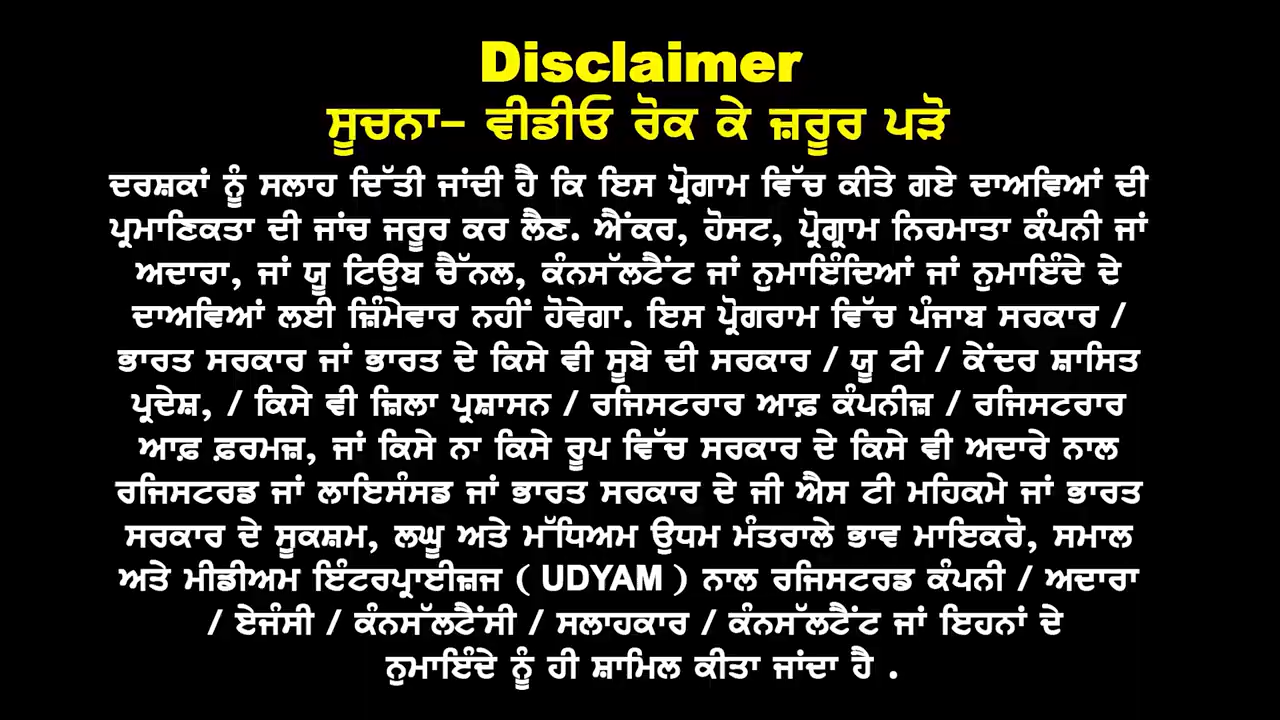 Disclaimer
ਸੂਚਨਾ- ਵੀਡੀਓ ਰੋਕ ਕੇ ਜ਼ਰੂਰ ਪੜੋ
ਦਰਸ਼ਕਾਂ ਨੂੰ ਸਲਾਹ ਦਿੱਤੀ ਜਾਂਦੀ ਹੈ ਕਿ ਇਸ ਪ੍ਰੋਗਾਮ ਵਿੱਚ ਕੀਤੇ ਗਏ ਦਾਅਵਿਆਂ ਦੀ
ਪ੍ਰਮਾਣਿਕਤਾ ਦੀ ਜਾਂਚ ਜਰੂਰ ਕਰ ਲੈਣ. ਐਂਕਰ, ਹੋਸਟ, ਪ੍ਰੋਗ੍ਰਾਮ ਨਿਰਮਾਤਾ ਕੰਪਨੀ ਜਾਂ
ਅਦਾਰਾ, ਜਾਂ ਯੂ ਟਿਉਬ ਚੈੱਨਲ, ਕੰਨਸੱਲਟੈਂਟ ਜਾਂ ਨੁਮਾਇੰਦਿਆਂ ਜਾਂ ਨੁਮਾਇੰਦੇ ਦੇ
ਦਾਅਵਿਆਂ ਲਈ ਜ਼ਿੰਮੇਵਾਰ ਨਹੀਂ ਹੋਵੇਗਾ. ਇਸ ਪ੍ਰੋਗਰਾਮ ਵਿੱਚ ਪੰਜਾਬ ਸਰਕਾਰ /
ਭਾਰਤ ਸਰਕਾਰ ਜਾਂ ਭਾਰਤ ਦੇ ਕਿਸੇ ਵੀ ਸੂਬੇ ਦੀ ਸਰਕਾਰ / ਯੂ ਟੀ / ਕੇਂਦਰ ਸ਼ਾਸਿਤ
ਪ੍ਰਦੇਸ਼, / ਕਿਸੇ ਵੀ ਜ਼ਿਲਾ ਪ੍ਰਸ਼ਾਸਨ / ਰਜਿਸਟਰਾਰ ਆਫ਼ ਕੰਪਨੀਜ਼ / ਰਜਿਸਟਰਾਰ
ਆਫ਼ ਫ਼ਰਮਜ਼, ਜਾਂ ਕਿਸੇ ਨਾ ਕਿਸੇ ਰੂਪ ਵਿੱਚ ਸਰਕਾਰ ਦੇ ਕਿਸੇ ਵੀ ਅਦਾਰੇ ਨਾਲ
ਰਜਿਸਟਰਡ ਜਾਂ ਲਾਇਸੰਸਡ ਜਾਂ ਭਾਰਤ ਸਰਕਾਰ ਦੇ ਜੀ ਐਸ ਟੀ ਮਹਿਕਮੇ ਜਾਂ ਭਾਰਤ
ਸਰਕਾਰ ਦੇ ਸੂਕਸ਼ਮ, ਲਘੂ ਅਤੇ ਮੱਧਿਅਮ ਉਧਮ ਮੰਤਰਾਲੇ ਭਾਵ ਮਾਇਕਰੋ, ਸਮਾਲ
ਅਤੇ ਮੀਡੀਅਮ ਇੰਟਰਪ੍ਰਾਈਜ਼ਜ ( UDYAM ) ਨਾਲ ਰਜਿਸਟਰਡ ਕੰਪਨੀ / ਅਦਾਰਾ
/ ਏਜੰਸੀ / ਕੰਨਸੱਲਟੈਂਸੀ / ਸਲਾਹਕਾਰ / ਕੰਨਸੱਲਟੈਂਟ ਜਾਂ ਇਹਨਾਂ ਦੇ
ਨੁਮਾਇੰਦੇ ਨੂੰ ਹੀ ਸ਼ਾਮਿਲ ਕੀਤਾ ਜਾਂਦਾ ਹੈ .